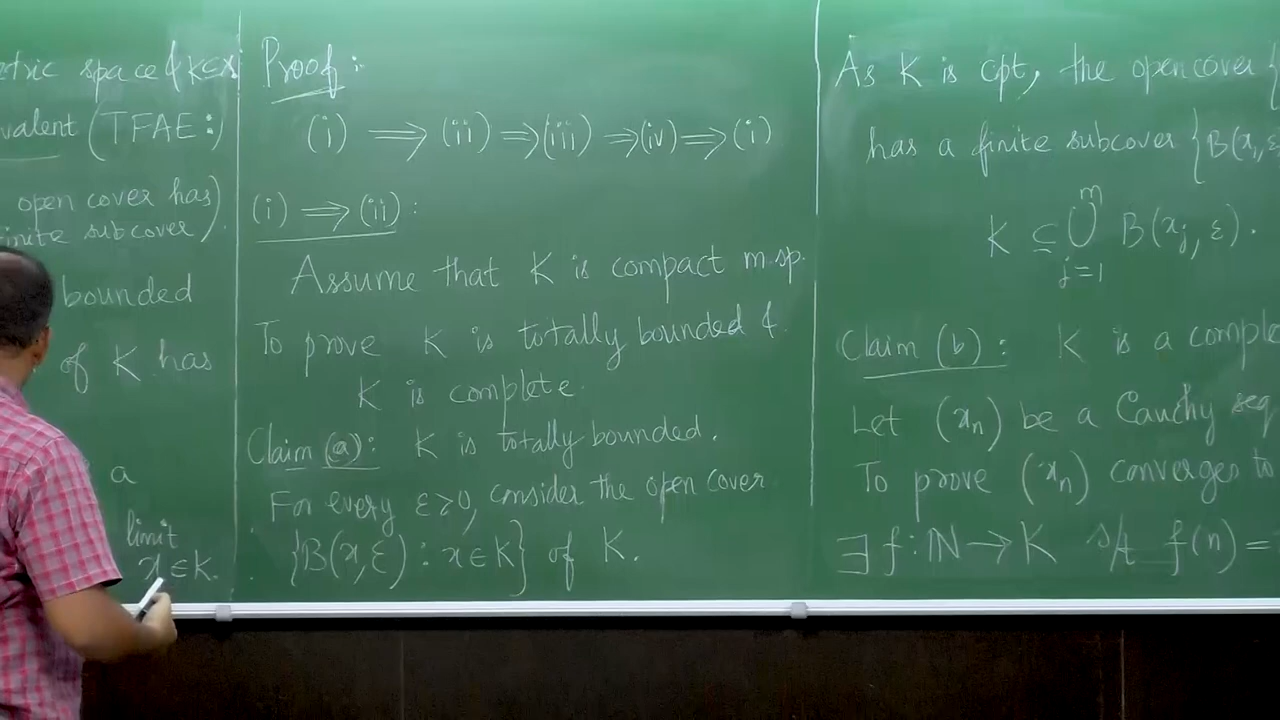 etric space & K⊆X
valent (TFAE:)
open cover has)
finite subcover).
bounded
of K has
a
limit
x ∈ K.
Proof:
(i) ⟹ (ii) ⟹ (iii) ⟹ (iv) ⟹ (i)
(i) ⟹ (ii):
Assume that K is compact m.sp.
To prove K is totally bounded &
K is complete.
Claim (a): K is totally bounded.
For every ε>0, consider the open cover
{B(x,ε) : x∈K} of K.
As K is cpt, the open cover {
has a finite subcover {B(x_j,ε
K ⊆ ⋃_{j=1}^{m} B(x_j, ε).
Claim (b): K is a comple
Let (x_n) be a Cauchy seq
To prove (x_n) converges to
∃ f: ℕ → K s/t f(n) =